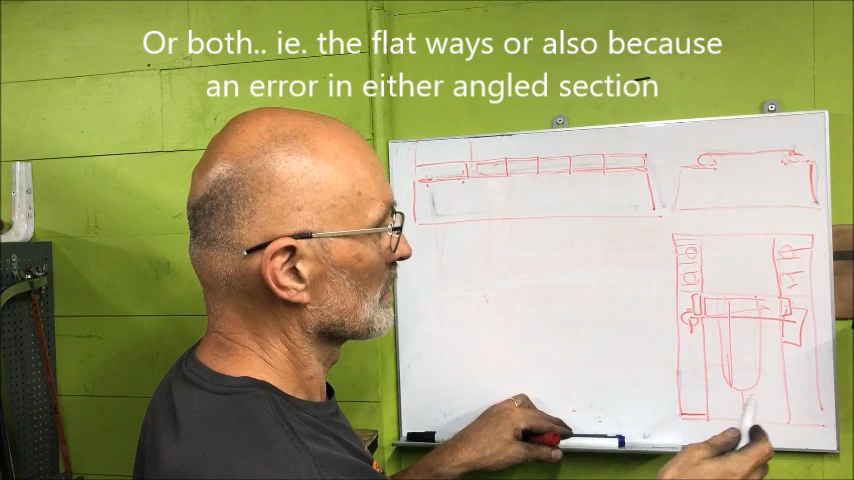 Or both.. ie. the flat ways or also because
an error in either angled section